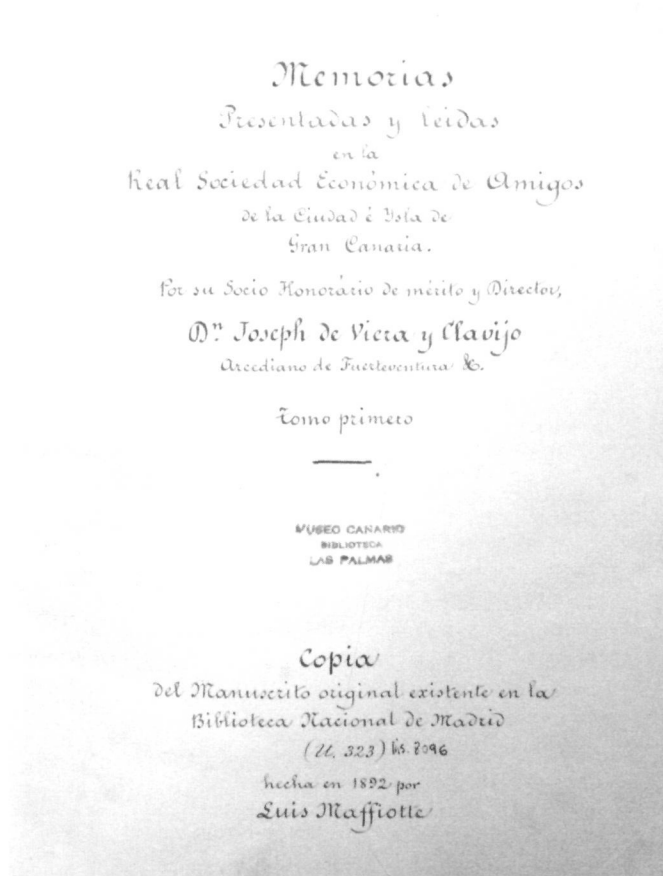 Memorias
Presentadas y leidas
en la
Real Sociedad Económica de Amigos
de la Ciudad é Ysla de
Gran Canaria.
Por su Socio Honorário de mérito y Director,
Dn. Joseph de Viera y Clavijo
Arcediano de Fuerteventura &.
Tomo primero
MUSEO CANARIO
BIBLIOTECA
LAS PALMAS
Copia
del Manuscrito original existente en la
Biblioteca Nacional de Madrid
(U, 323) 8096
hecha en 1892 por
Luis Maffiotte